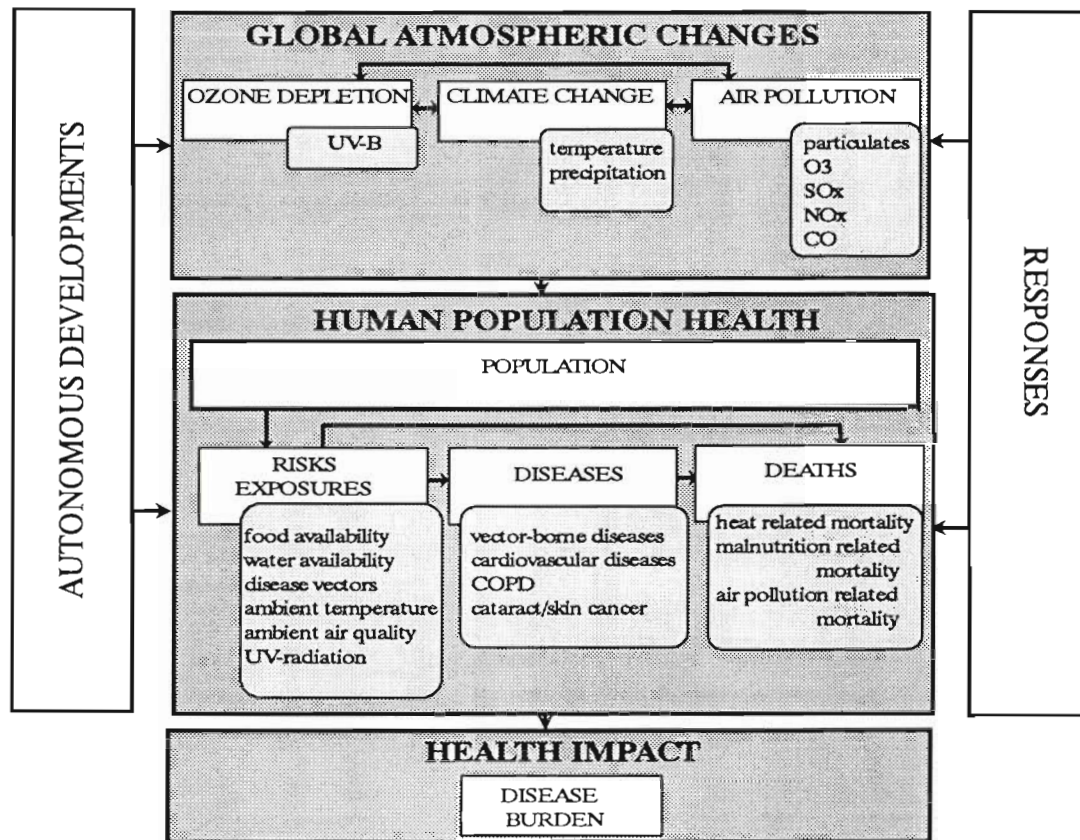 AUTONOMOUS DEVELOPMENTS
GLOBAL ATMOSPHERIC CHANGES
OZONE DEPLETION
UV-B
CLIMATE CHANGE
temperature
precipitation
AIR POLLUTION
particulates
O3
SOx
NOx
CO
HUMAN POPULATION HEALTH
POPULATION
RISKS
EXPOSURES
food availability
water availability
disease vectors
ambient temperature
ambient air quality
UV-radiation
DISEASES
vector-borne diseases
cardiovascular diseases
COPD
cataract/skin cancer
DEATHS
heat related mortality
malnutrition related
mortality
air pollution related
mortality
HEALTH IMPACT
DISEASE
BURDEN
RESPONSES